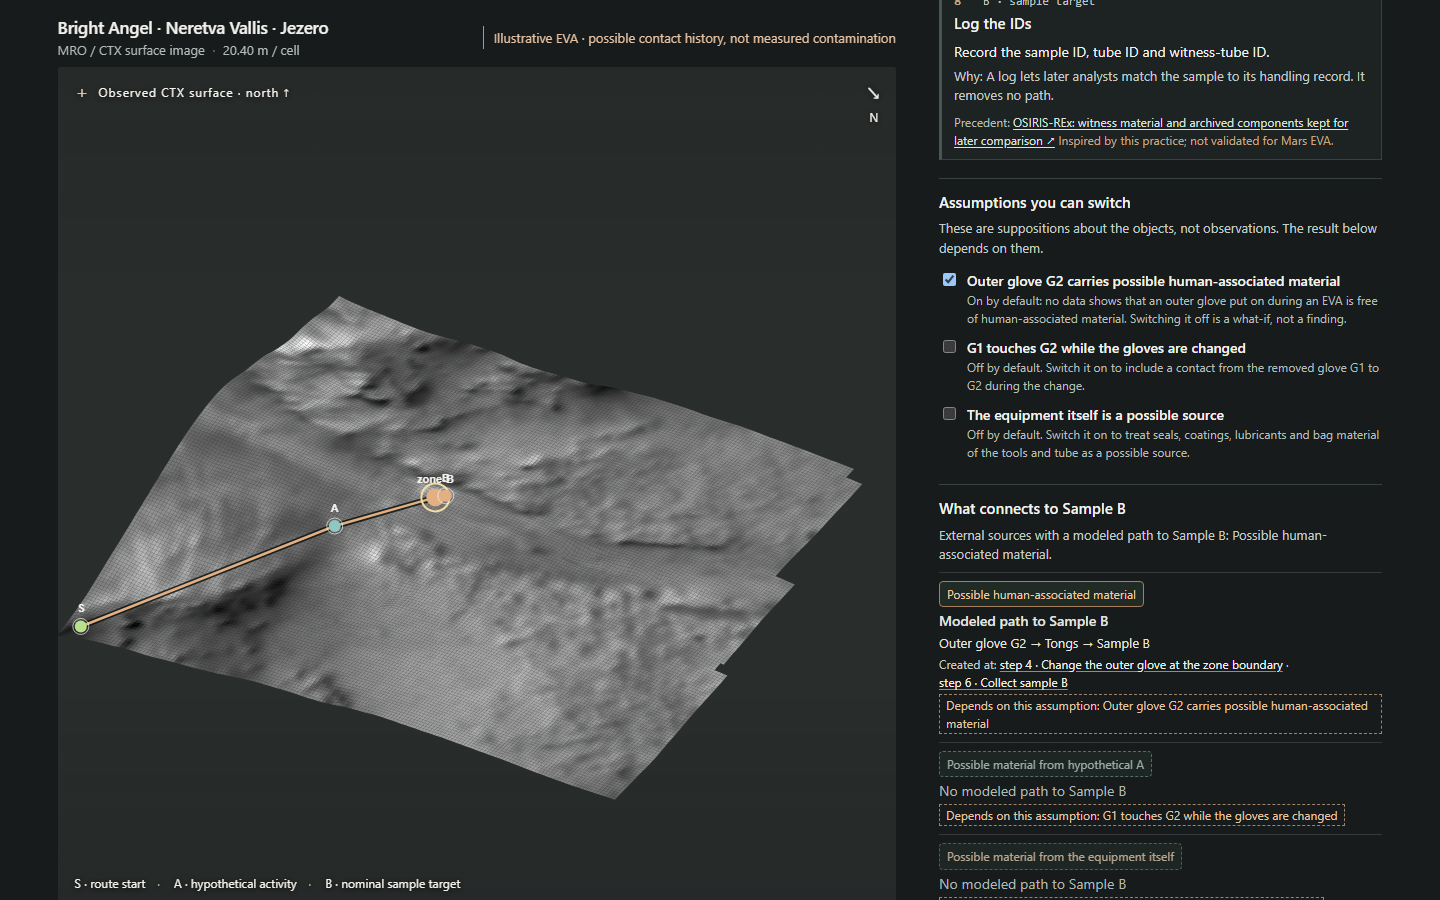 Bright Angel · Neretva Vallis · Jezero
MRO / CTX surface image · 20.40 m / cell
Illustrative EVA · possible contact history, not measured contamination
+ Observed CTX surface · north ↑
↘
N
zone B
A
S
S · route start · A · hypothetical activity · B · nominal sample target
B · sample target
Log the IDs
Record the sample ID, tube ID and witness-tube ID.
Why: A log lets later analysts match the sample to its handling record. It
removes no path.
Precedent: OSIRIS-REx: witness material and archived components kept for
later comparison ↗ Inspired by this practice; not validated for Mars EVA.
Assumptions you can switch
These are suppositions about the objects, not observations. The result below
depends on them.
Outer glove G2 carries possible human-associated material
On by default: no data shows that an outer glove put on during an EVA is free
of human-associated material. Switching it off is a what-if, not a finding.
G1 touches G2 while the gloves are changed
Off by default. Switch it on to include a contact from the removed glove G1 to
G2 during the change.
The equipment itself is a possible source
Off by default. Switch it on to treat seals, coatings, lubricants and bag material
of the tools and tube as a possible source.
What connects to Sample B
External sources with a modeled path to Sample B: Possible human-
associated material.
Possible human-associated material
Modeled path to Sample B
Outer glove G2 → Tongs → Sample B
Created at: step 4 · Change the outer glove at the zone boundary ·
step 6 · Collect sample B
Depends on this assumption: Outer glove G2 carries possible human-associated
material
Possible material from hypothetical A
No modeled path to Sample B
Depends on this assumption: G1 touches G2 while the gloves are changed
Possible material from the equipment itself
No modeled path to Sample B